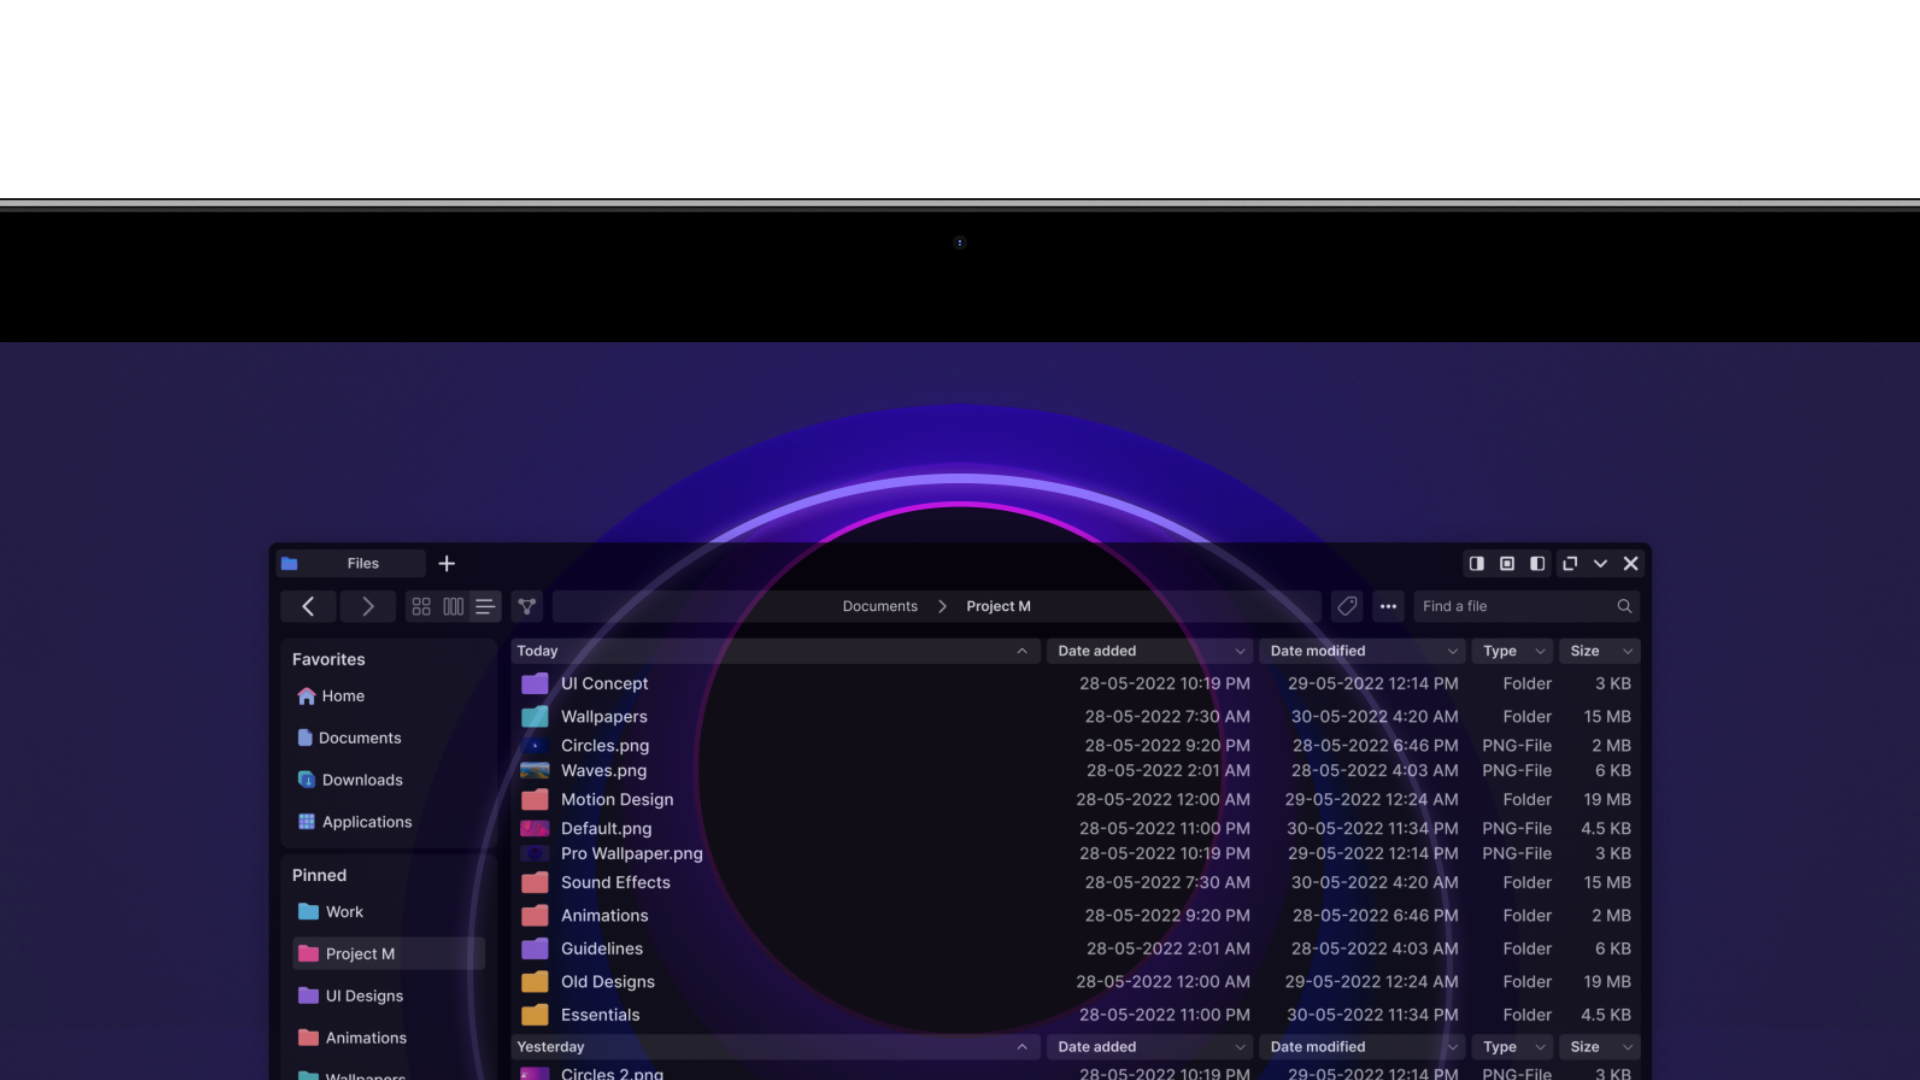 Files
Documents > Project M
Find a file
Favorites
Home
Documents
Downloads
Applications
Pinned
Work
Project M
UI Designs
Animations
Wallpapers
Today Date added Date modified Type Size
UI Concept 28-05-2022 10:19 PM 29-05-2022 12:14 PM Folder 3 KB
Wallpapers 28-05-2022 7:30 AM 30-05-2022 4:20 AM Folder 15 MB
Circles.png 28-05-2022 9:20 PM 28-05-2022 6:46 PM PNG-File 2 MB
Waves.png 28-05-2022 2:01 AM 28-05-2022 4:03 AM PNG-File 6 KB
Motion Design 28-05-2022 12:00 AM 29-05-2022 12:24 AM Folder 19 MB
Default.png 28-05-2022 11:00 PM 30-05-2022 11:34 PM PNG-File 4.5 KB
Pro Wallpaper.png 28-05-2022 10:19 PM 29-05-2022 12:14 PM PNG-File 3 KB
Sound Effects 28-05-2022 7:30 AM 30-05-2022 4:20 AM Folder 15 MB
Animations 28-05-2022 9:20 PM 28-05-2022 6:46 PM Folder 2 MB
Guidelines 28-05-2022 2:01 AM 28-05-2022 4:03 AM Folder 6 KB
Old Designs 28-05-2022 12:00 AM 29-05-2022 12:24 AM Folder 19 MB
Essentials 28-05-2022 11:00 PM 30-05-2022 11:34 PM Folder 4.5 KB
Yesterday Date added Date modified Type Size
Circles 2.png 28-05-2022 10:19 PM 29-05-2022 12:14 PM PNG-File 3 KB